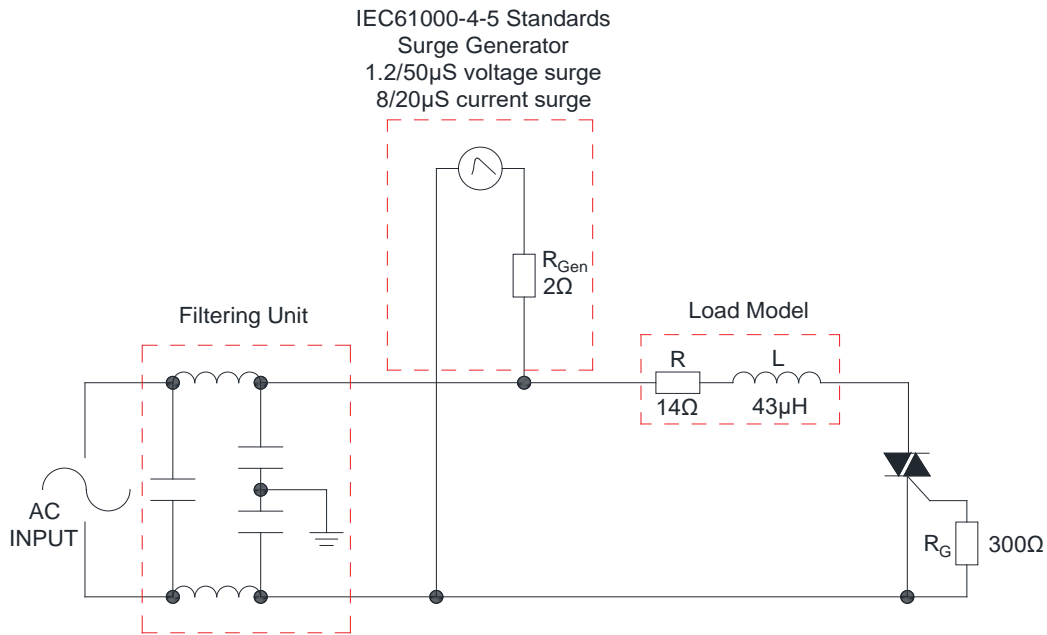 IEC61000-4-5 Standards
Surge Generator
1.2/50µS voltage surge
8/20µS current surge
RGen
2Ω
Filtering Unit
Load Model
R
L
14Ω
43µH
AC
INPUT
RG
300Ω